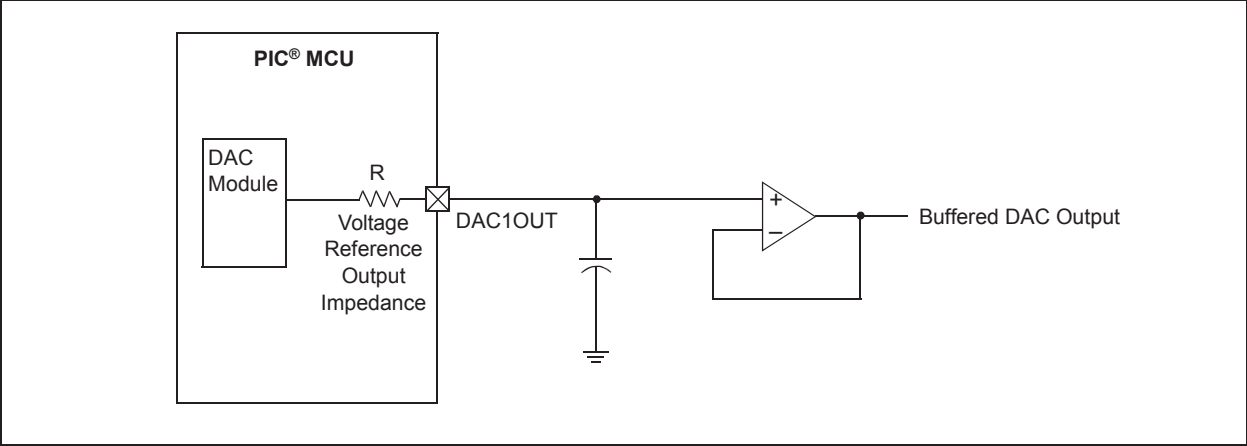 PIC® MCU
DAC
Module
R
Voltage
Reference
Output
Impedance
DAC1OUT
+
–
Buffered DAC Output